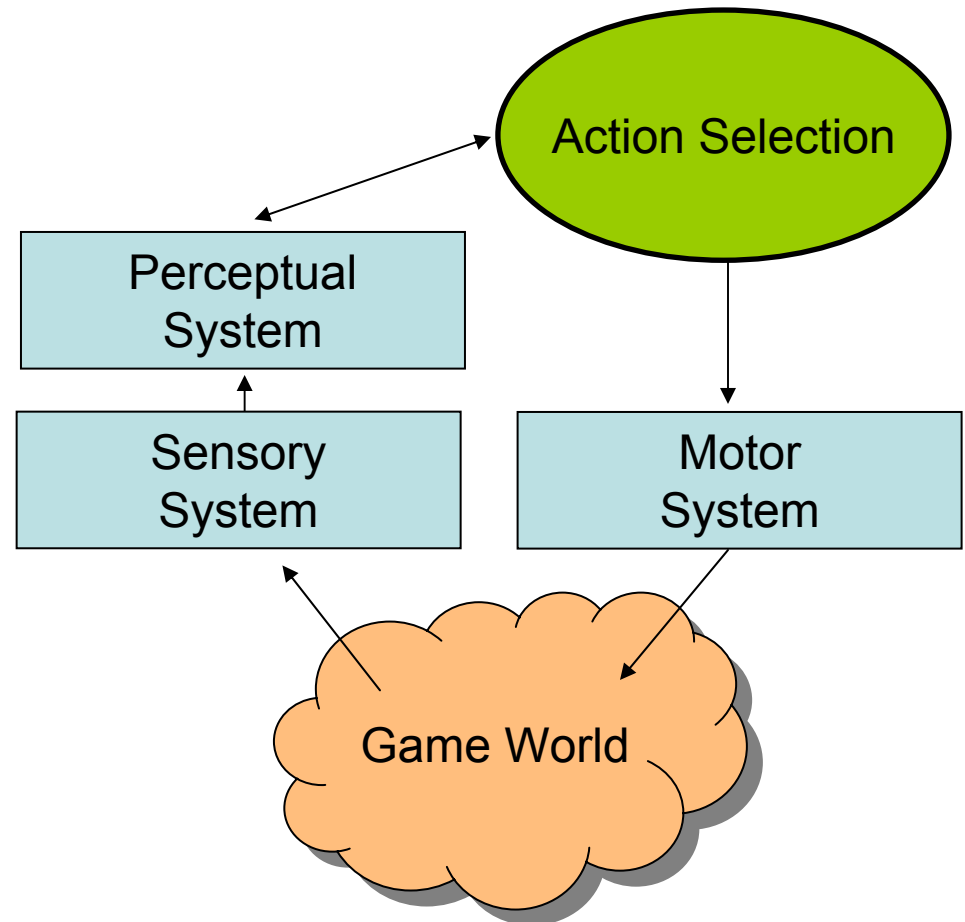 Action Selection
Perceptual
System
Sensory
System
Motor
System
Game World